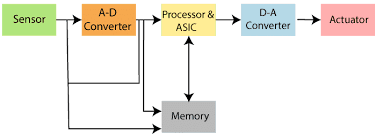 Sensor
A-D
Converter
Processor &
ASIC
D-A
Converter
Actuator
Memory